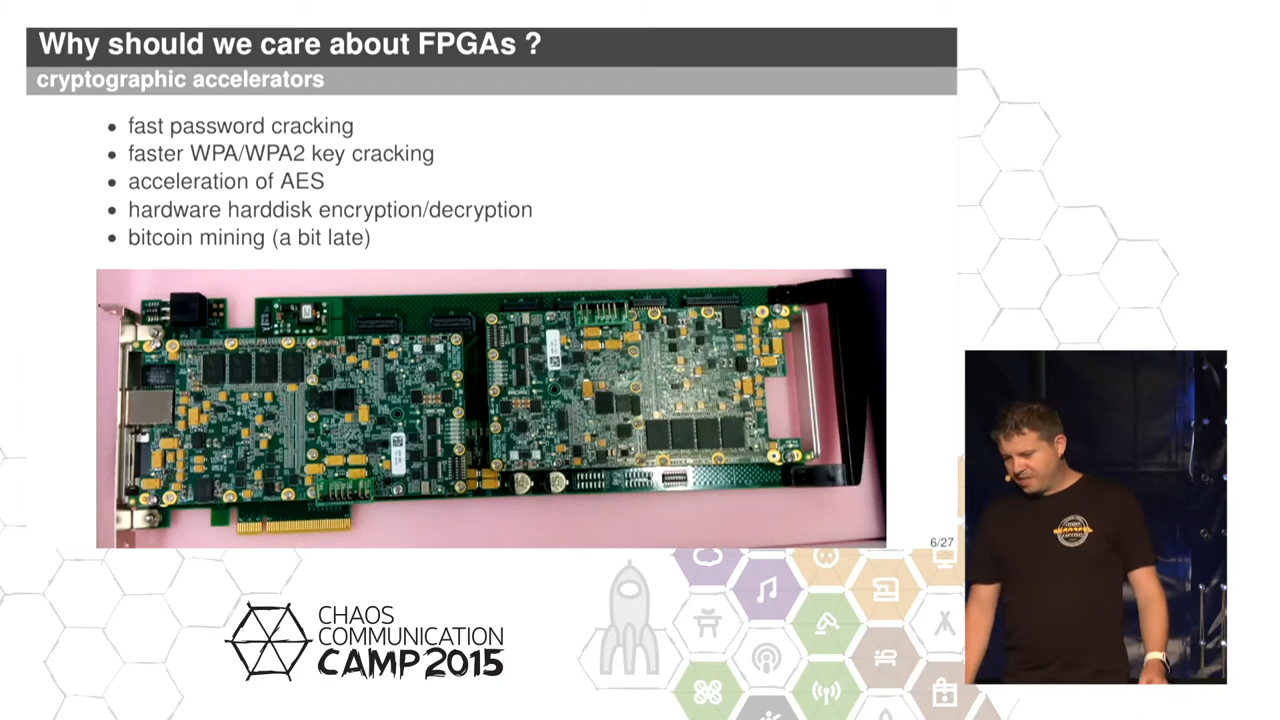 Why should we care about FPGAs ?
cryptographic accelerators
fast password cracking
faster WPA/WPA2 key cracking
acceleration of AES
hardware harddisk encryption/decryption
bitcoin mining (a bit late)
6/27
CHAOS
COMMUNICATION
CAMP 2015